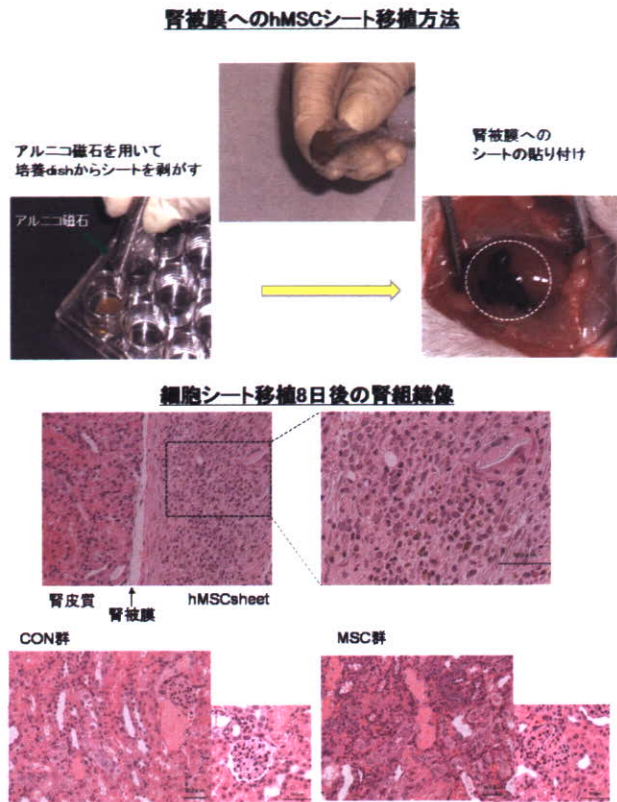 腎被膜へのhMSCシート移植方法
アルニコ磁石を用いて
培養dishからシートを剥がす
アルニコ磁石
腎被膜への
シートの貼り付け
細胞シート移植8日後の腎組織像
腎皮質
腎被膜
hMSCsheet
CON群
MSC群